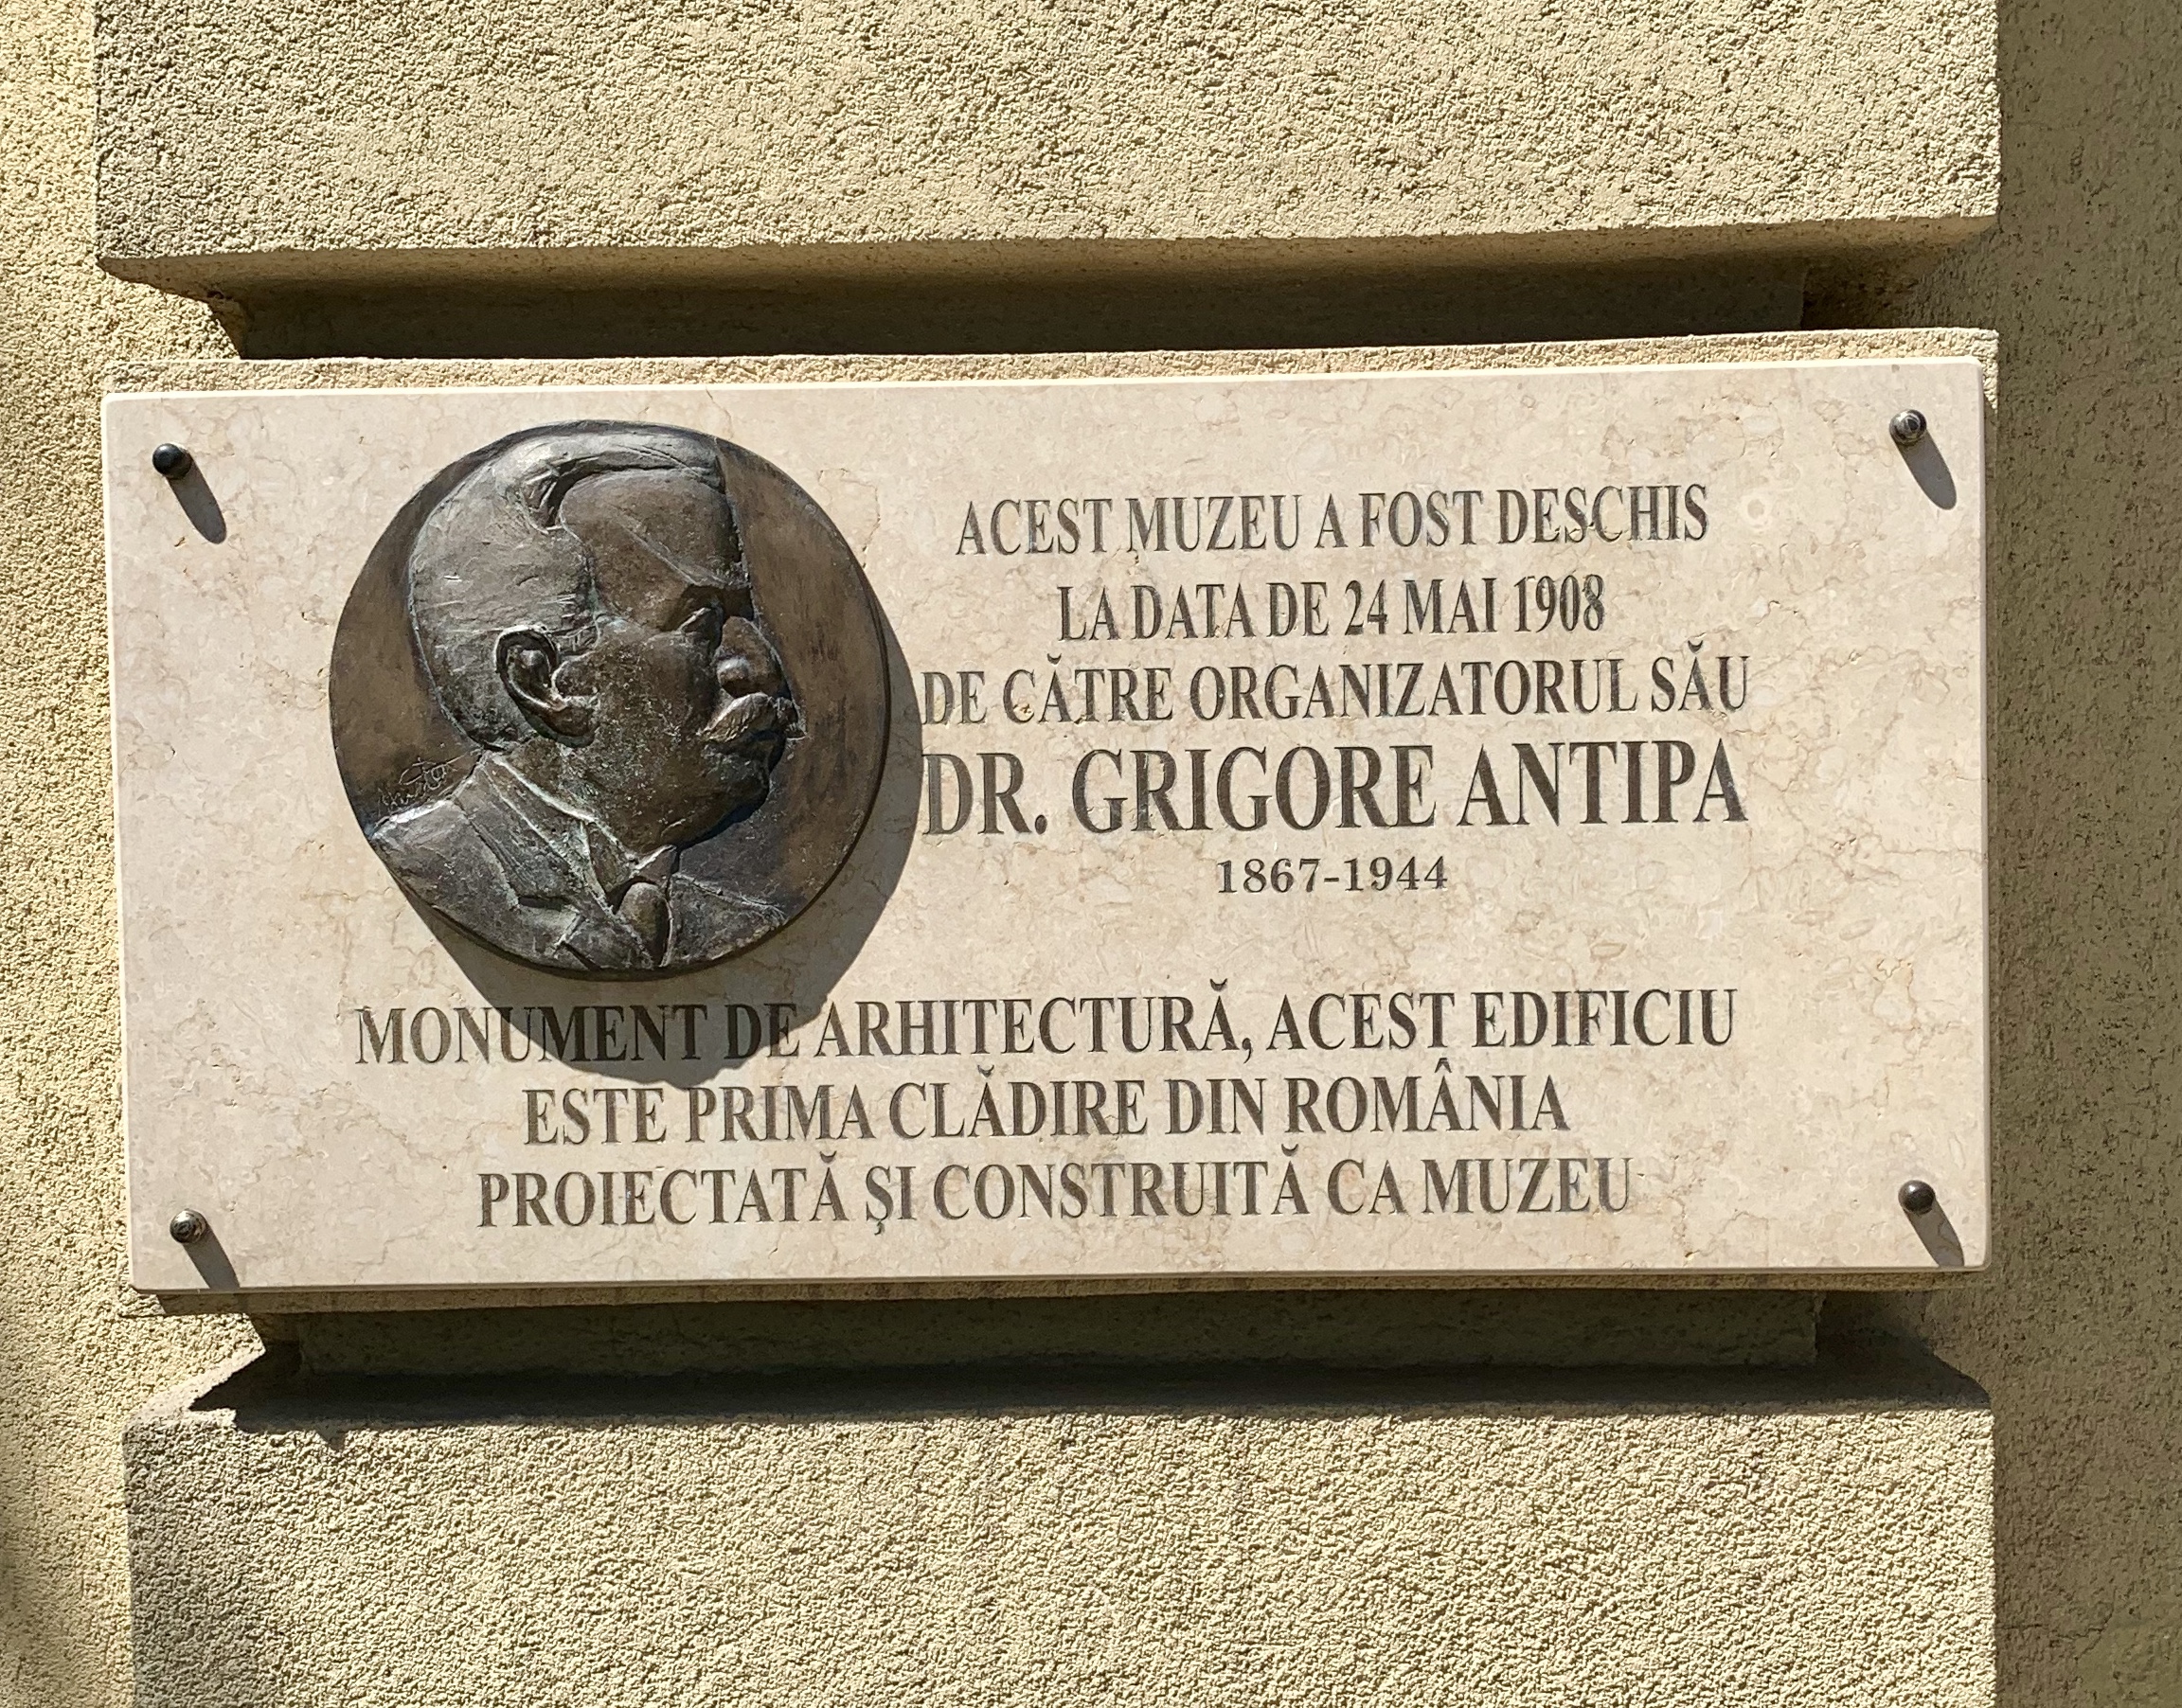 ACEST MUZEU A FOST DESCHIS
LA DATA DE 24 MAI 1908
DE CĂTRE ORGANIZATORUL SĂU
DR. GRIGORE ANTIPA
1867-1944
MONUMENT DE ARHITECTURĂ, ACEST EDIFICIU
ESTE PRIMA CLĂDIRE DIN ROMÂNIA
PROIECTATĂ ȘI CONSTRUITĂ CA MUZEU